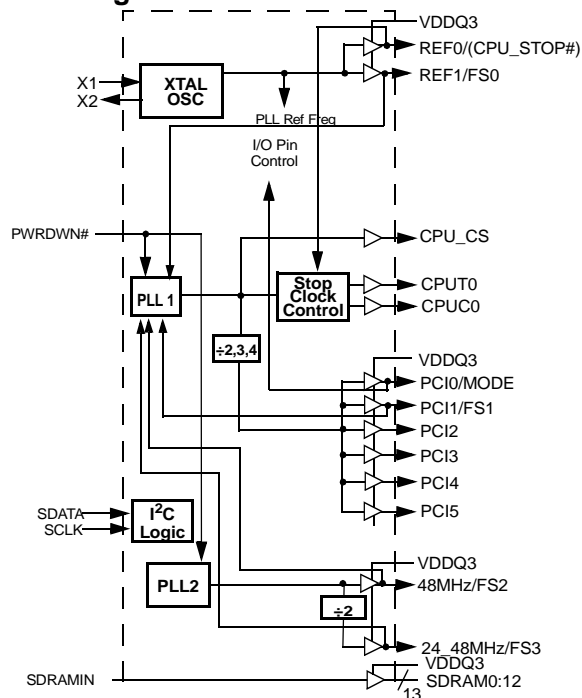 VDDQ3
REF0/(CPU_STOP#)
X1
X2
XTAL
OSC
REF1/FS0
PLL Ref Freq
I/O Pin
Control
PWRDWN#
CPU_CS
PLL 1
Stop
Clock
Control
CPUT0
CPUC0
÷2,3,4
VDDQ3
PCI0/MODE
PCI1/FS1
PCI2
PCI3
PCI4
PCI5
SDATA
SCLK
I2C
Logic
VDDQ3
PLL2
48MHz/FS2
÷2
24_48MHz/FS3
VDDQ3
SDRAMIN
SDRAM0:12
13